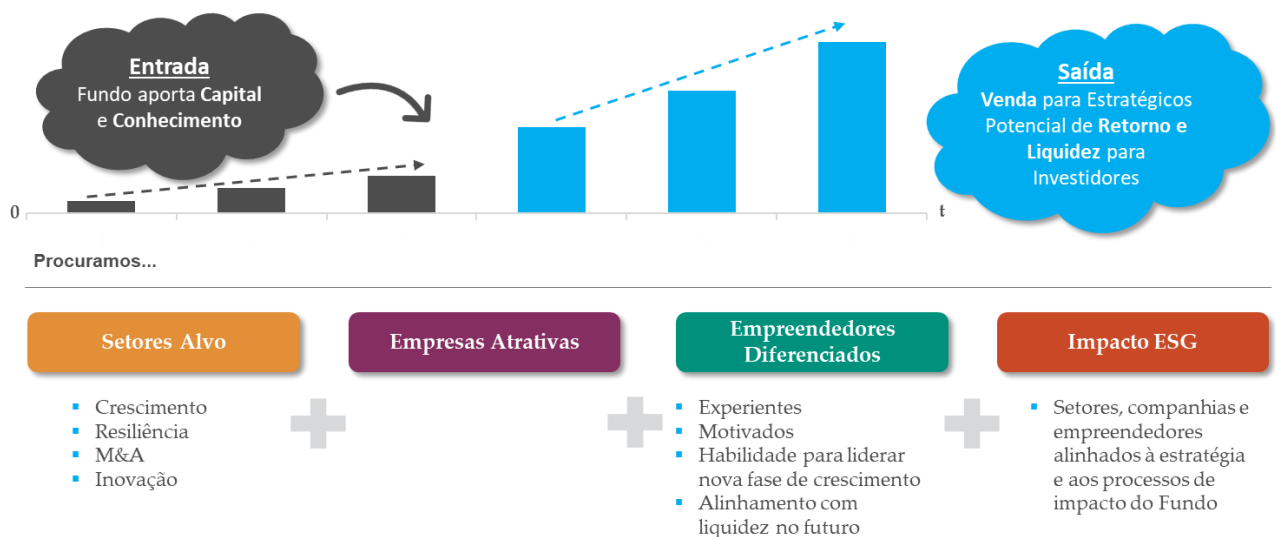 Entrada
Fundo aporta Capital
e Conhecimento
Saída
Venda para Estratégicos
Potencial de Retorno e
Liquidez para
Investidores
0
t
Procuramos...
Setores Alvo
▪ Crescimento
▪ Resiliência
▪ M&A
▪ Inovação
Empresas Atrativas
Empreendedores
Diferenciados
▪ Experientes
▪ Motivados
▪ Habilidade para liderar
nova fase de crescimento
▪ Alinhamento com
liquidez no futuro
Impacto ESG
▪ Setores, companhias e
empreendedores
alinhados à estratégia
e aos processos de
impacto do Fundo